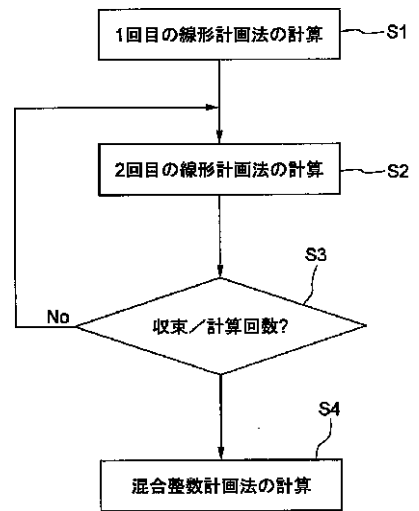 1回目の線形計画法の計算
S1
2回目の線形計画法の計算
S2
S3
収束／計算回数?
No
S4
混合整数計画法の計算